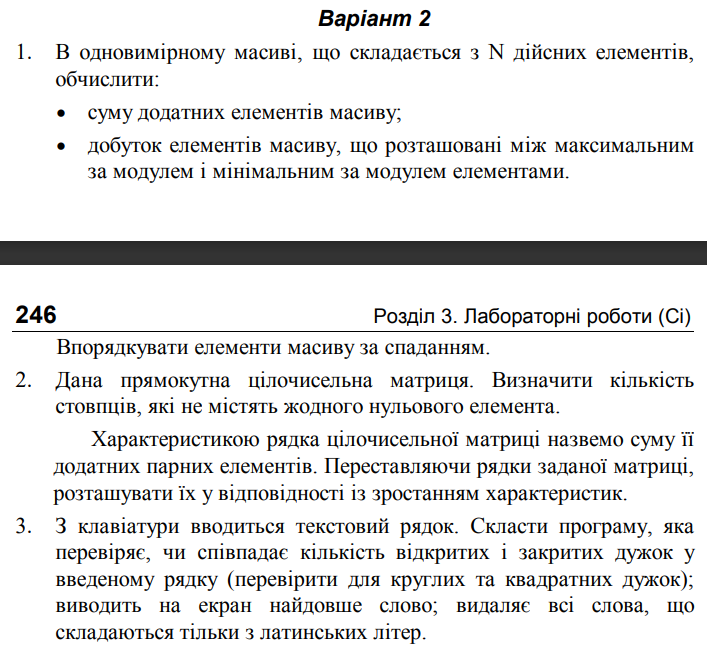 Варіант 2
1. В одновимірному масиві, що складається з N дійсних елементів,
обчислити:
• суму додатних елементів масиву;
• добуток елементів масиву, що розташовані між максимальним
за модулем і мінімальним за модулем елементами.
246 Розділ 3. Лабораторні роботи (Сі)
Впорядкувати елементи масиву за спаданням.
2. Дана прямокутна цілочисельна матриця. Визначити кількість
стовпців, які не містять жодного нульового елемента.
Характеристикою рядка цілочисельної матриці назвемо суму її
додатних парних елементів. Переставляючи рядки заданої матриці,
розташувати їх у відповідності із зростанням характеристик.
3. З клавіатури вводиться текстовий рядок. Скласти програму, яка
перевіряє, чи співпадає кількість відкритих і закритих дужок у
введеному рядку (перевірити для круглих та квадратних дужок);
виводить на екран найдовше слово; видаляє всі слова, що
складаються тільки з латинських літер.